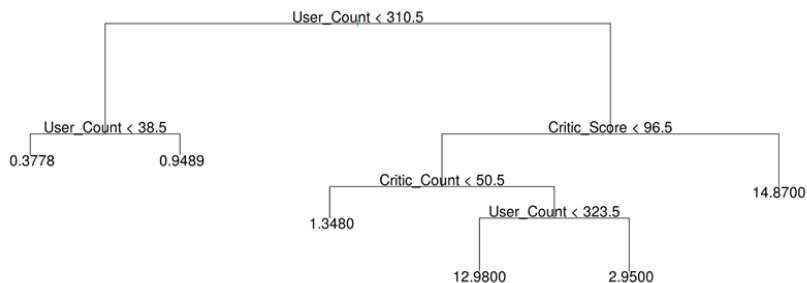 User_Count < 310.5
User_Count < 38.5
Critic_Score < 96.5
0.3778
0.9489
Critic_Count < 50.5
14.8700
1.3480
User_Count < 323.5
12.9800
2.9500